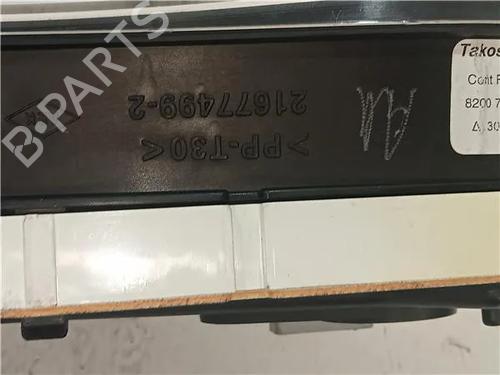 21677499-2
>PP-T30<
Takos
Cont F
8200 7
Δ 30
B-PARTS